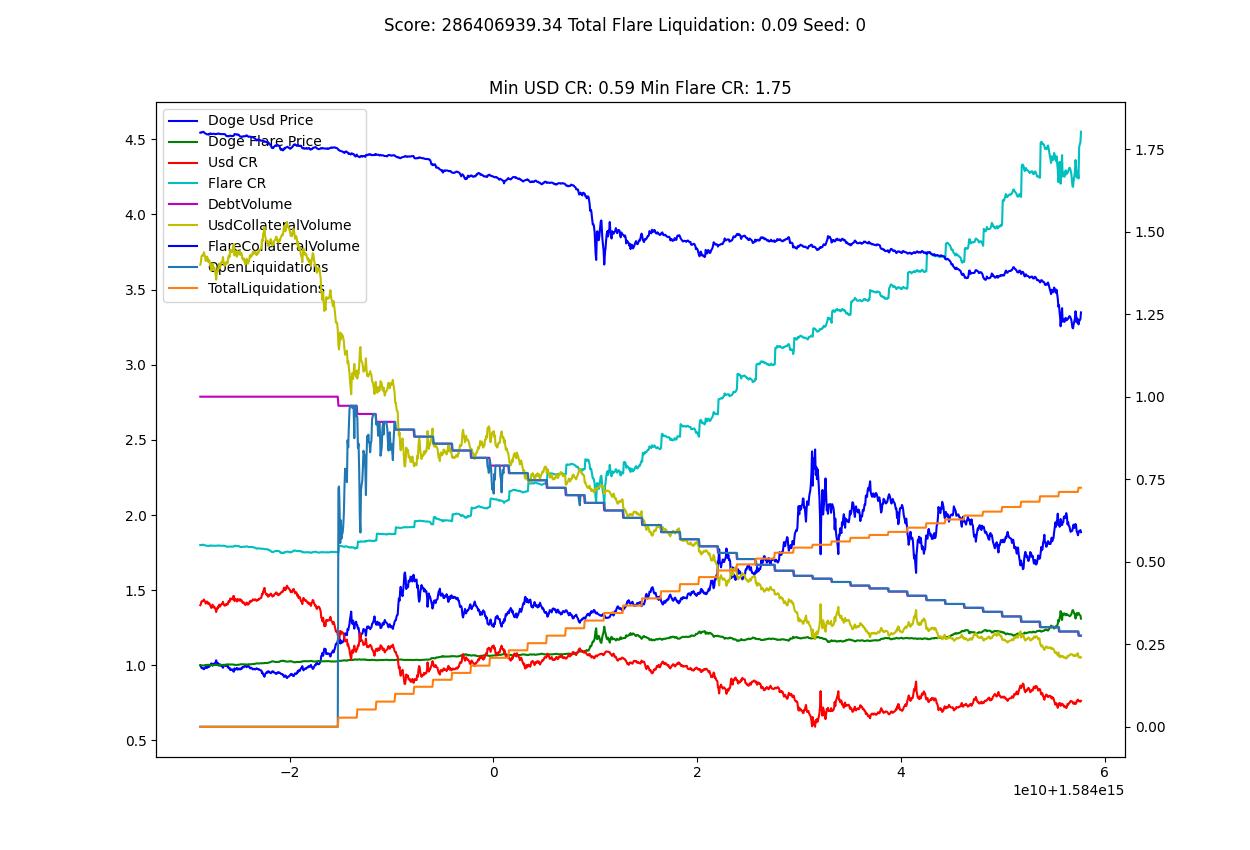 Score: 286406939.34 Total Flare Liquidation: 0.09 Seed: 0
Min USD CR: 0.59 Min Flare CR: 1.75
Doge Usd Price
Doge Flare Price
Usd CR
Flare CR
DebtVolume
UsdCollateralVolume
FlareCollateralVolume
OpenLiquidations
TotalLiquidations
4.5
4.0
3.5
3.0
2.5
2.0
1.5
1.0
0.5
1.75
1.50
1.25
1.00
0.75
0.50
0.25
0.00
−2
0
2
4
6
1e10+1.584e15